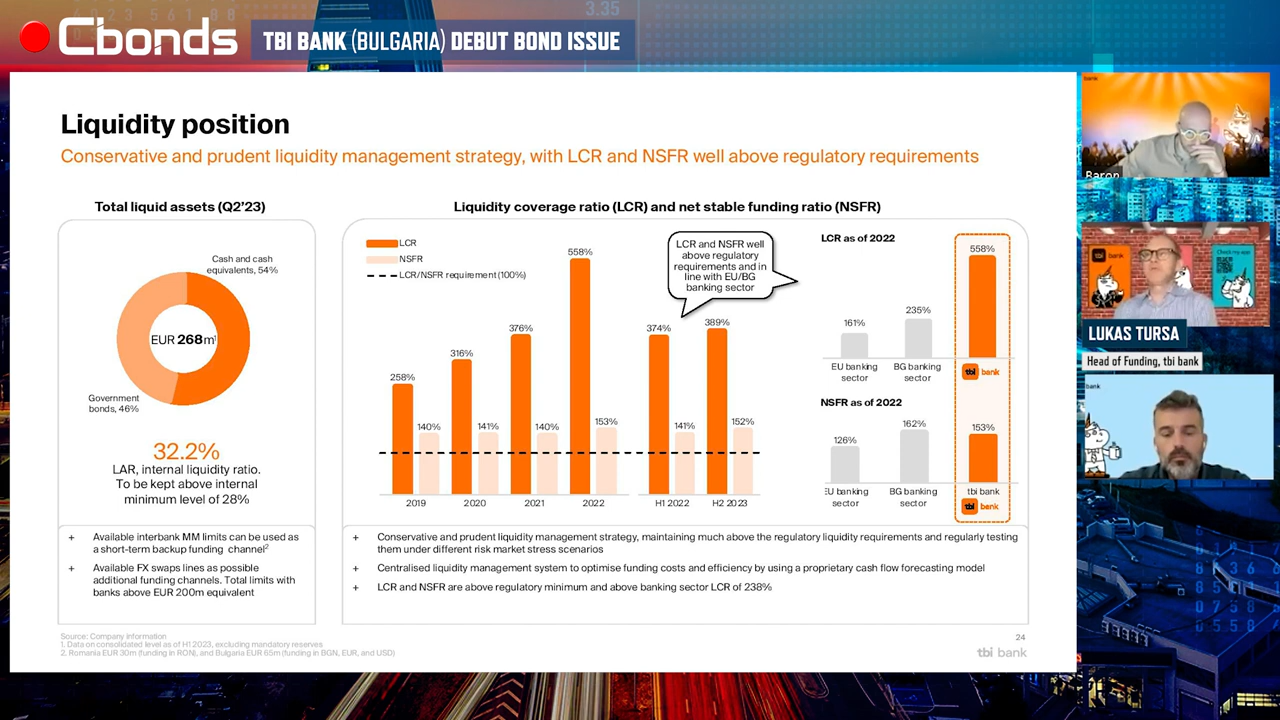 Cbonds
TBI BANK (BULGARIA) DEBUT BOND ISSUE
3.35
Liquidity position
Conservative and prudent liquidity management strategy, with LCR and NSFR well above regulatory requirements
Total liquid assets (Q2'23)
Cash and cash
equivalents, 54%
EUR 268m¹
Government
bonds, 46%
32.2%
LAR, internal liquidity ratio.
To be kept above internal
minimum level of 28%
+ Available interbank MM limits can be used as
a short-term backup funding channel²
+ Available FX swaps lines as possible
additional funding channels. Total limits with
banks above EUR 200m equivalent
Liquidity coverage ratio (LCR) and net stable funding ratio (NSFR)
LCR
NSFR
LCR/NSFR requirement (100%)
258%
140%
316%
141%
376%
140%
558%
153%
374%
141%
389%
152%
2019
2020
2021
2022
H1 2022
H2 2023
LCR and NSFR well
above regulatory
requirements and in
line with EU/BG
banking sector
LCR as of 2022
161%
235%
558%
EU banking
sector
BG banking
sector
tbi bank
NSFR as of 2022
126%
162%
153%
EU banking
sector
BG banking
sector
tbi bank
tbi bank
+ Conservative and prudent liquidity management strategy, maintaining much above the regulatory liquidity requirements and regularly testing
them under different risk market stress scenarios
+ Centralised liquidity management system to optimise funding costs and efficiency by using a proprietary cash flow forecasting model
+ LCR and NSFR are above regulatory minimum and above banking sector LCR of 238%
Source: Company Information
1. Data on consolidated level as of H1 2023, excluding mandatory reserves
2. Romania EUR 30m (funding in RON), and Bulgaria EUR 65m (funding in BGN, EUR, and USD)
24
tbi bank
bank
Baron
tbi bank
Check my app
LUKAS TURSA
Head of Funding, tbi bank
bank